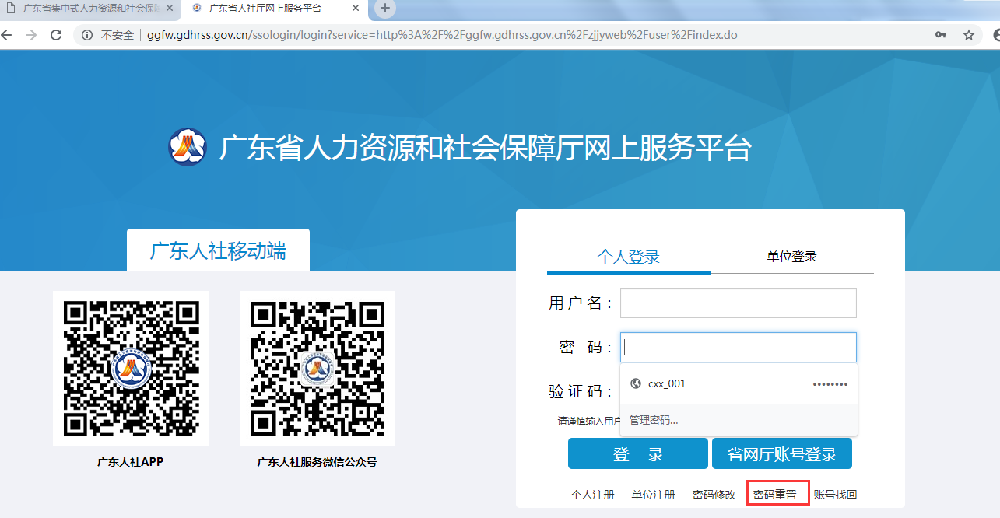 广东省集中式人力资源和社会保
广东省人社厅网上服务平台
不安全 ggfw.gdhrss.gov.cn/ssologin/login?service=http%3A%2F%2Fggfw.gdhrss.gov.cn%2Fzjjyweb%2Fuser%2Findex.do
广东省人力资源和社会保障厅网上服务平台
广东人社移动端
广东人社APP
广东人社服务微信公众号
个人登录 单位登录
用户名：
密 码：
cxx_001 ••••••••
验证码：
管理密码...
请谨慎输入用户
登 录 省网厅账号登录
个人注册 单位注册 密码修改 密码重置 账号找回